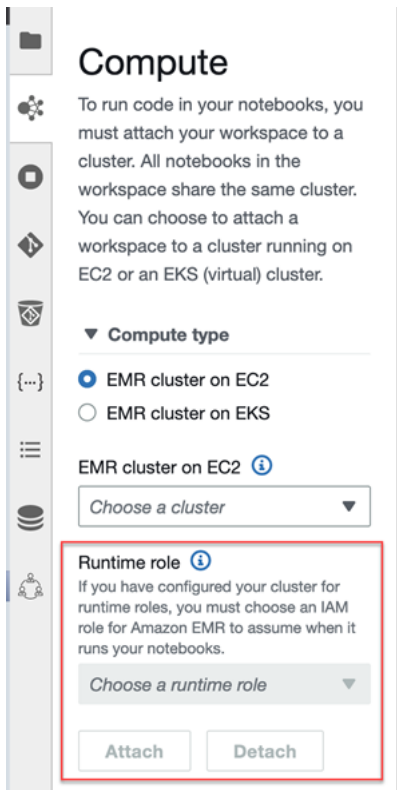 Compute
To run code in your notebooks, you
must attach your workspace to a
cluster. All notebooks in the
workspace share the same cluster.
You can choose to attach a
workspace to a cluster running on
EC2 or an EKS (virtual) cluster.
Compute type
EMR cluster on EC2
EMR cluster on EKS
EMR cluster on EC2
Choose a cluster
Runtime role
If you have configured your cluster for
runtime roles, you must choose an IAM
role for Amazon EMR to assume when it
runs your notebooks.
Choose a runtime role
Attach Detach